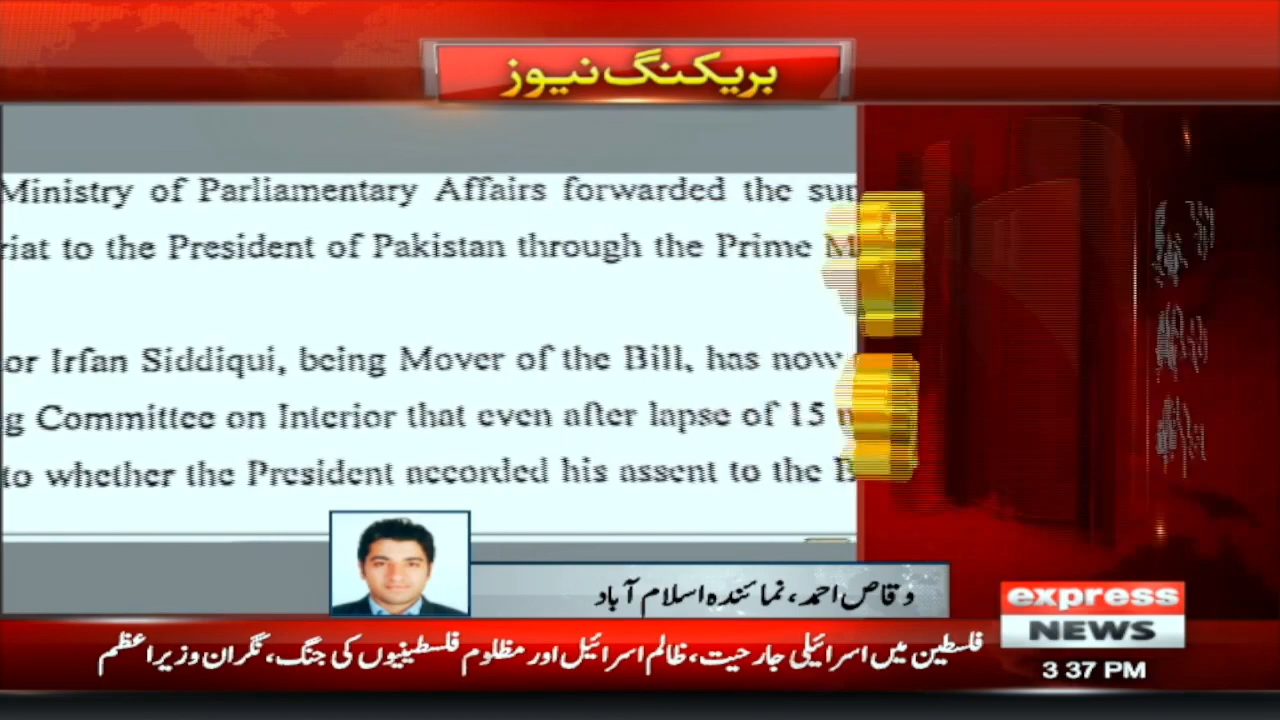 بریکنگ نیوز
Ministry of Parliamentary Affairs forwarded the
to the President of Pakistan through the Prime
Irfan Siddiqui, being Mover of the Bill, has now
Committee on Interior that even after lapse of 15
to whether the President accorded his assent to the
وقاص احمد، نمائندہ اسلام آباد
فلسطین میں اسرائیلی جارحیت، ظالم اسرائیل اور مظلوم فلسطینیوں کی جنگ، نگران وزیراعظم
express
NEWS
3 37 PM